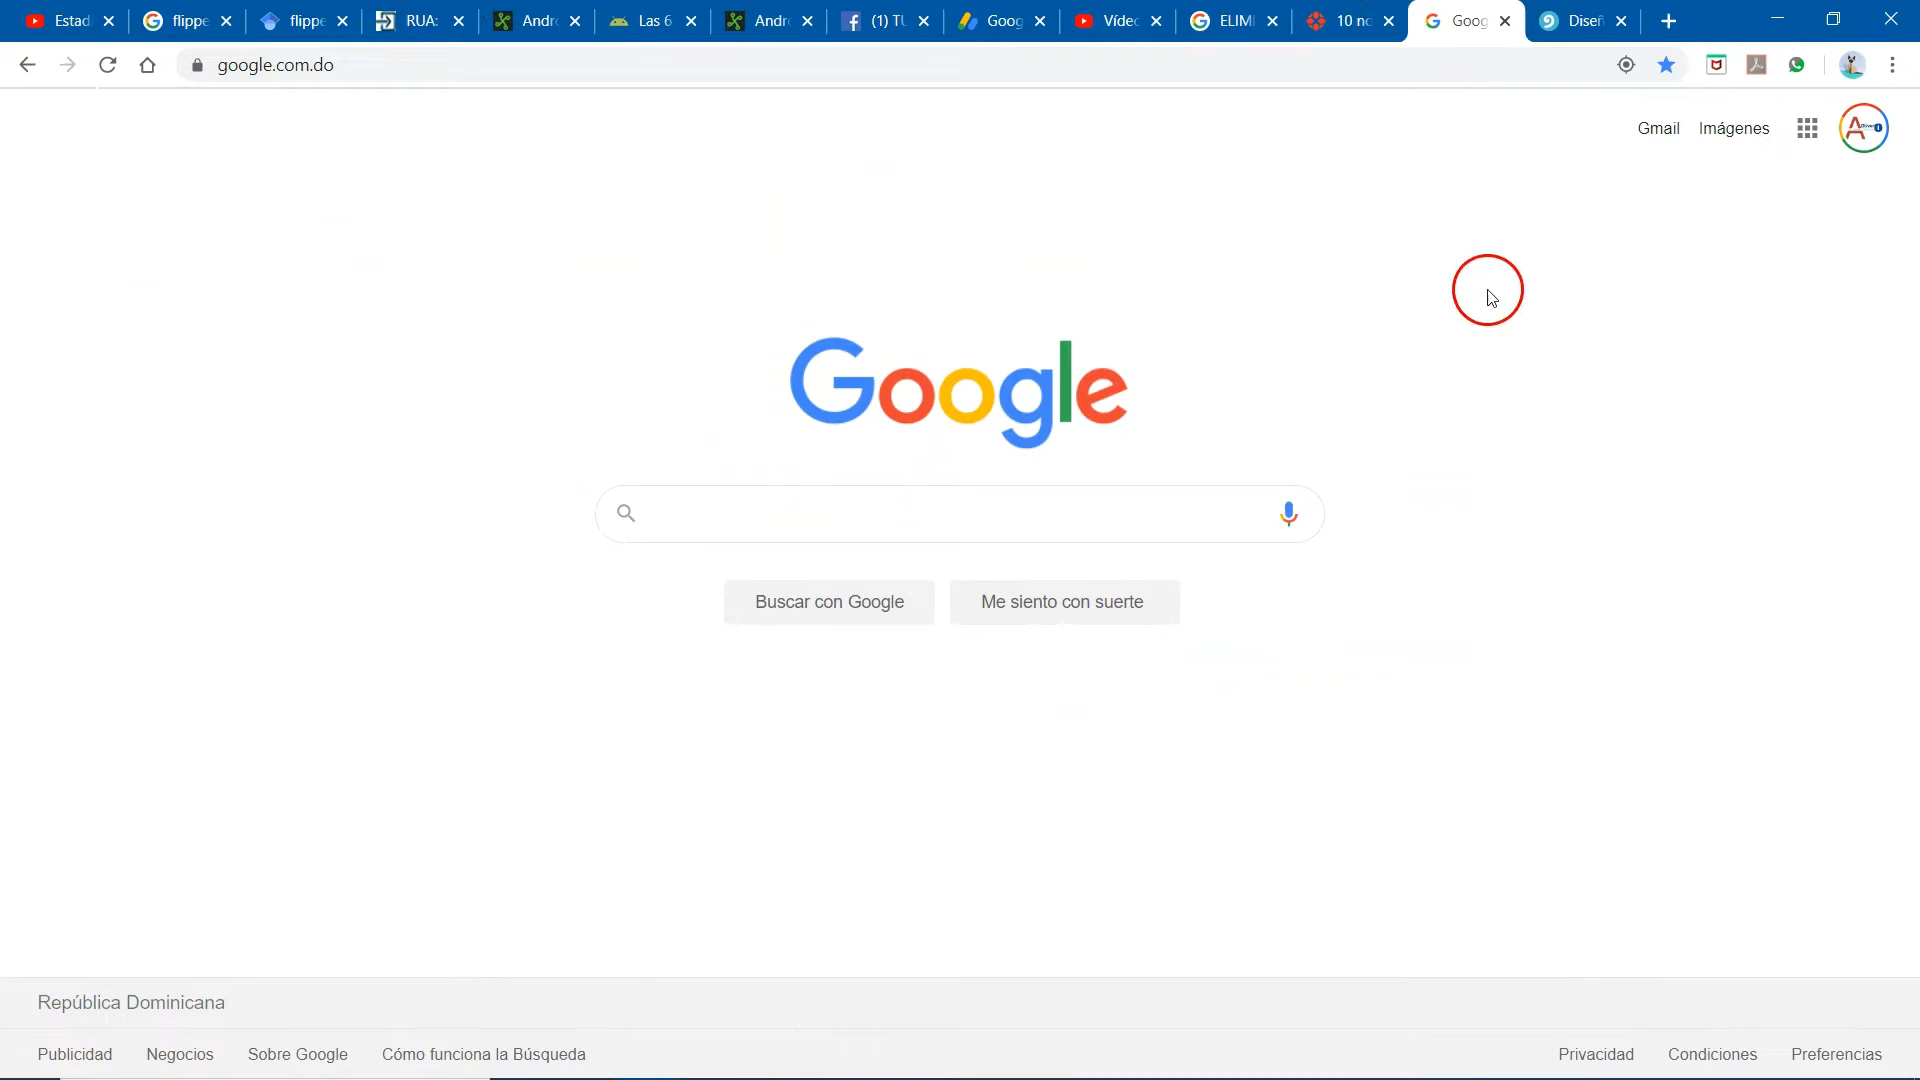 Estad flippe flippe RUA: Andr Las 6 Andr (1) TU Goog Vídec ELIMI 10 no Goog Diseñ
google.com.do
Gmail Imágenes
Google
Buscar con Google Me siento con suerte
República Dominicana
Publicidad Negocios Sobre Google Cómo funciona la Búsqueda Privacidad Condiciones Preferencias